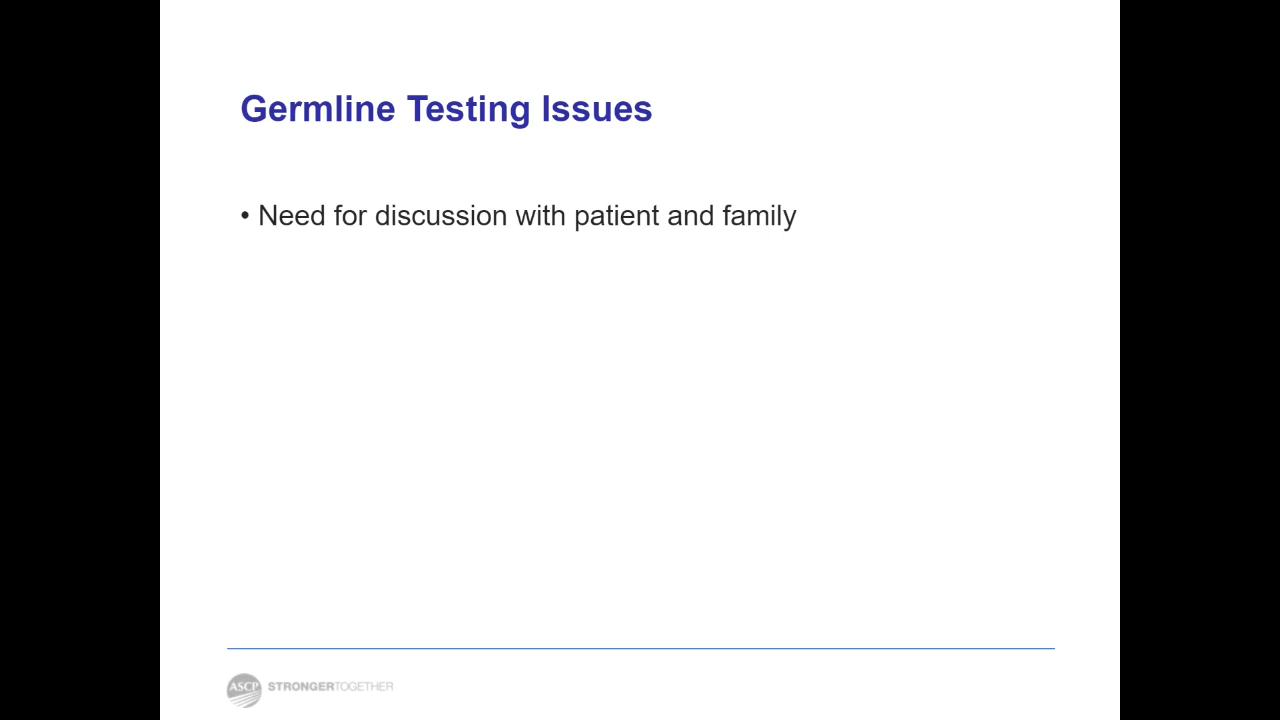 Germline Testing Issues
• Need for discussion with patient and family
ASCP STRONGERTOGETHER